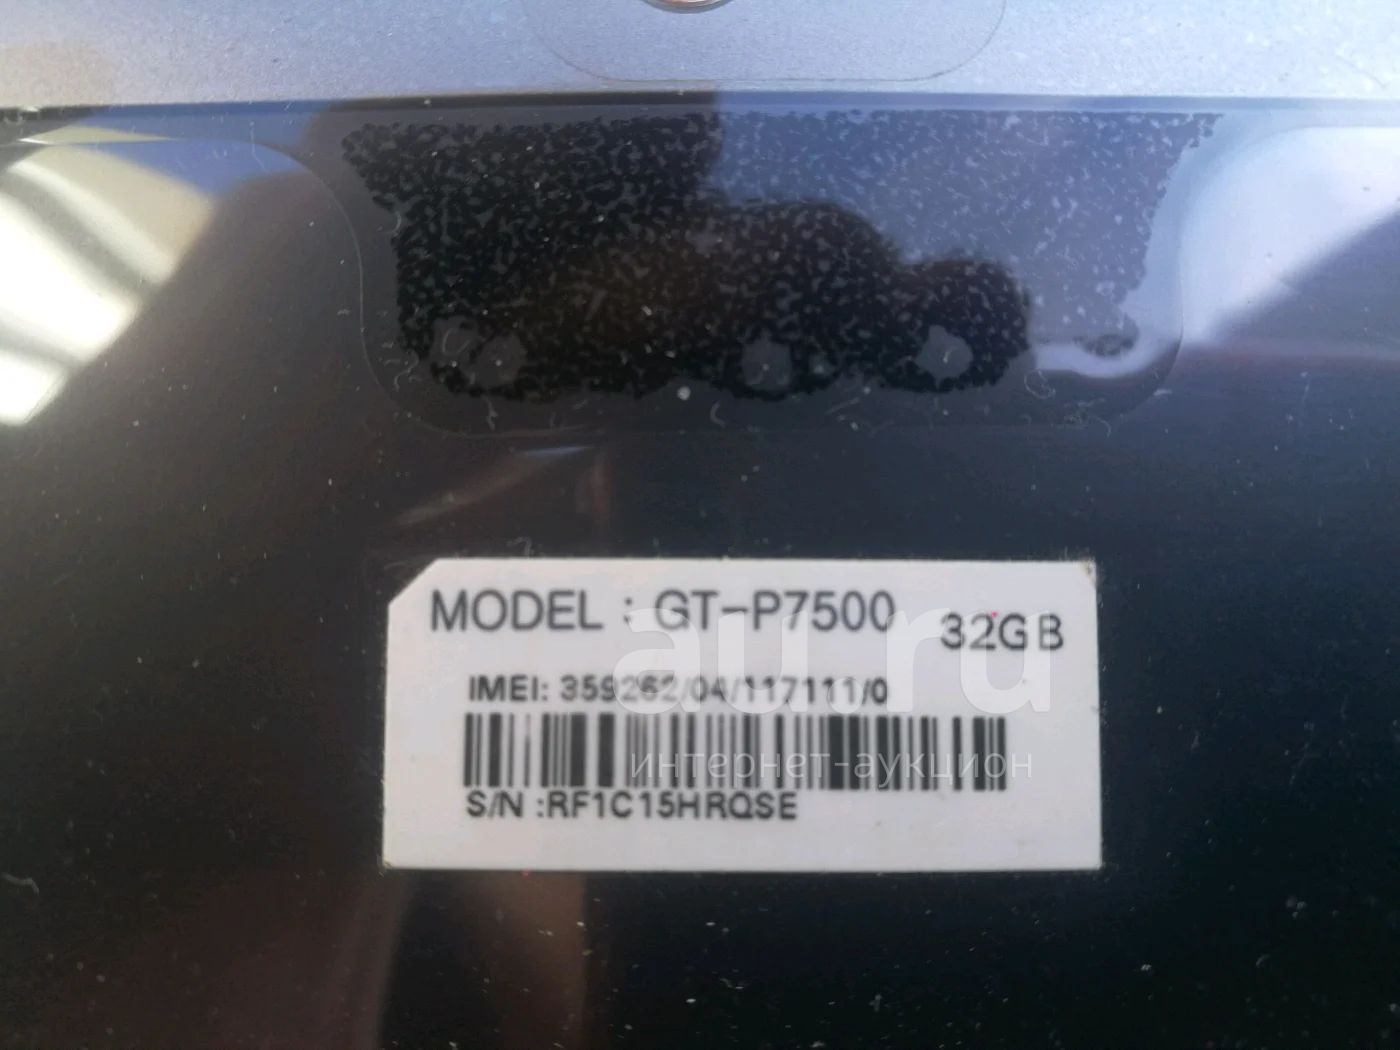 MODEL : GT-P7500 32GB
IMEI: 359262/04/117111/0
au.ru
интернет-аукцион
S/N :RF1C15HRQSE